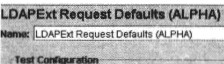 LDAPExt Request Defaults (ALPHA)
Name: LDAPExt Request Defaults (ALPHA)
Test Configuration